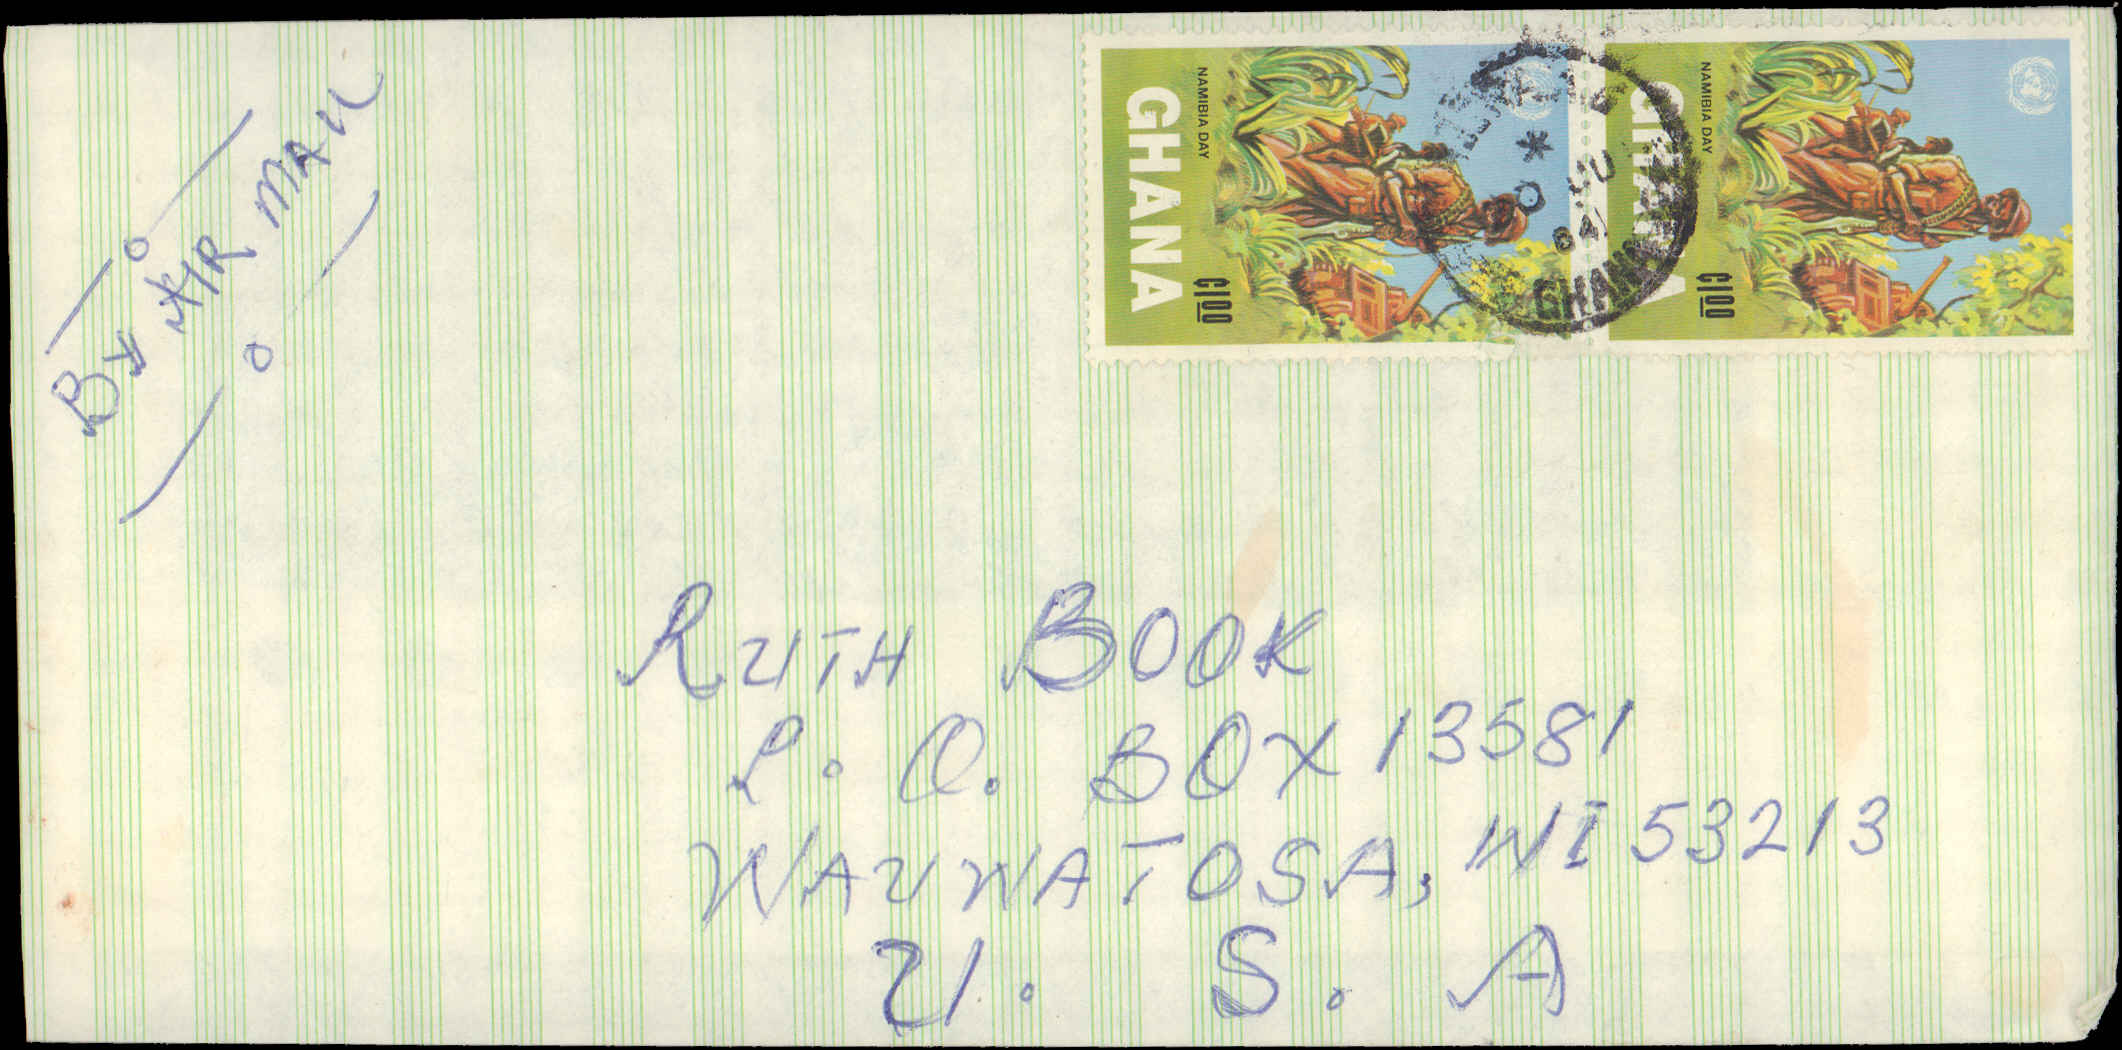 BY AIR MAIL
NAMIBIA DAY
GHANA
C1.00
NAMIBIA DAY
GHANA
C1.00
GHANA
RUTH BOOK
P.O. BOX 13581
WAUWATOSA, WI 53213
U.S.A